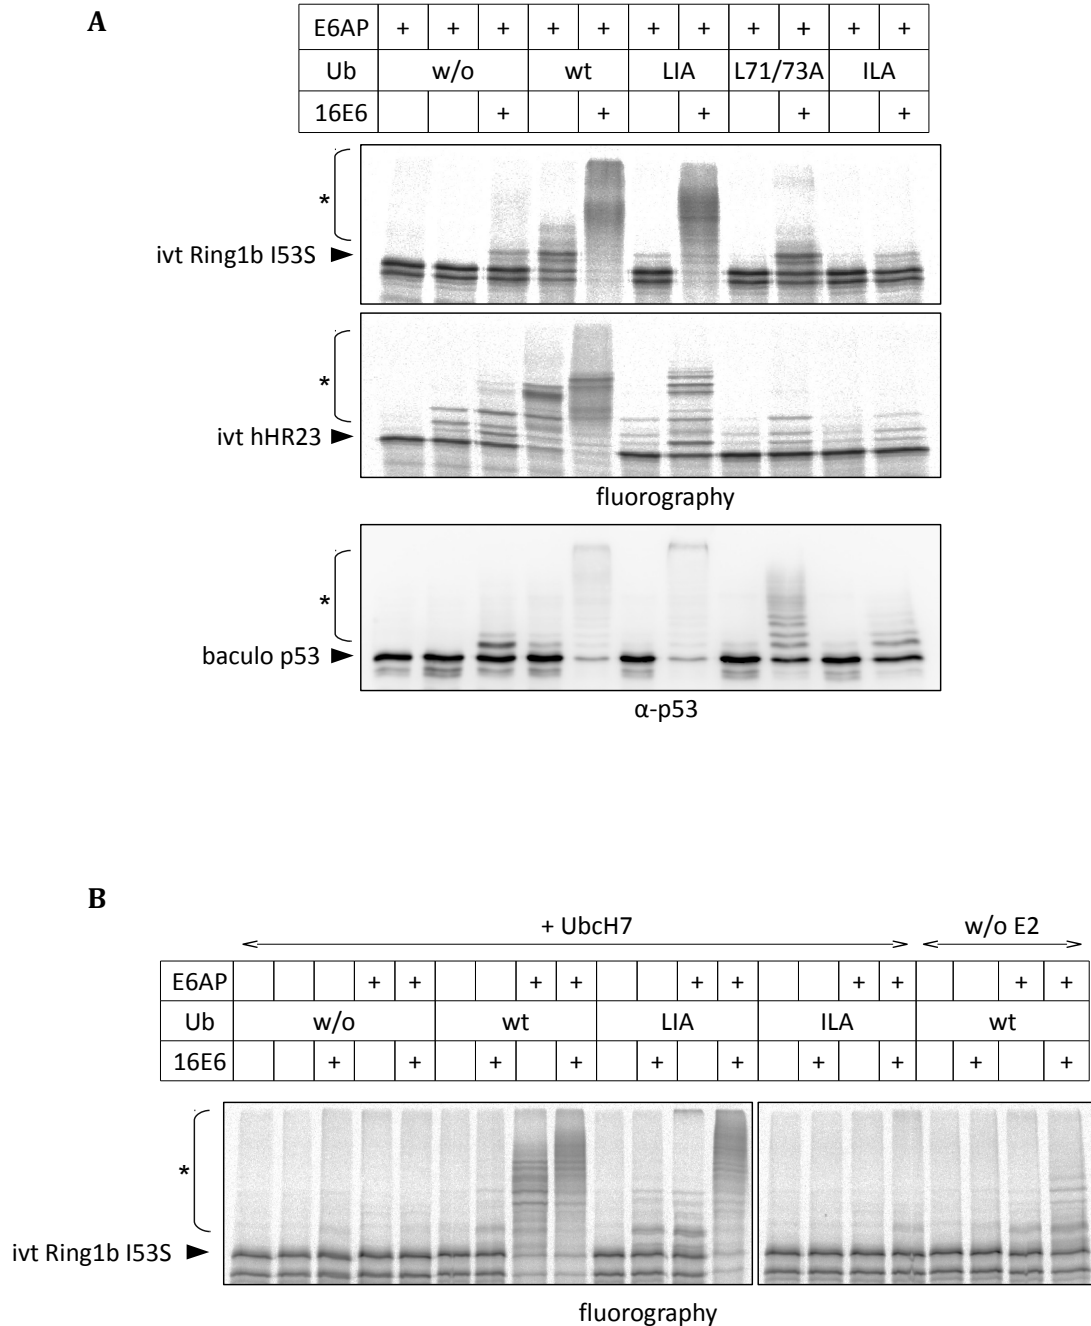 A
E6AP + + + + + + + + + + +
Ub w/o wt LIA L71/73A ILA
16E6 + + + + +
*
ivt Ring1b I53S
*
ivt hHR23
fluorography
*
baculo p53
α-p53
B
+ UbcH7 w/o E2
E6AP + + + + + + + + + +
Ub w/o wt LIA ILA wt
16E6 + + + + + + + + + +
*
ivt Ring1b I53S
fluorography